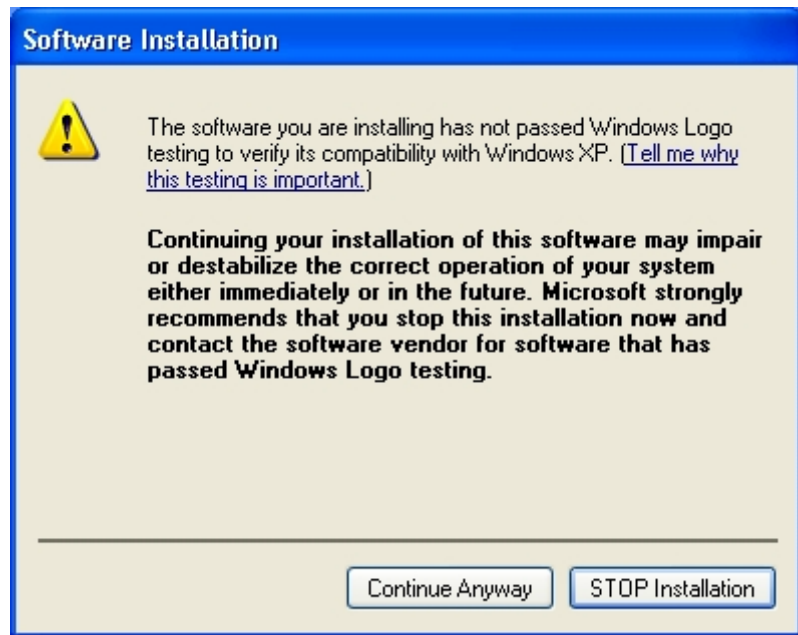 Software Installation
The software you are installing has not passed Windows Logo
testing to verify its compatibility with Windows XP. (Tell me why
this testing is important.)
Continuing your installation of this software may impair
or destabilize the correct operation of your system
either immediately or in the future. Microsoft strongly
recommends that you stop this installation now and
contact the software vendor for software that has
passed Windows Logo testing.
Continue Anyway
STOP Installation